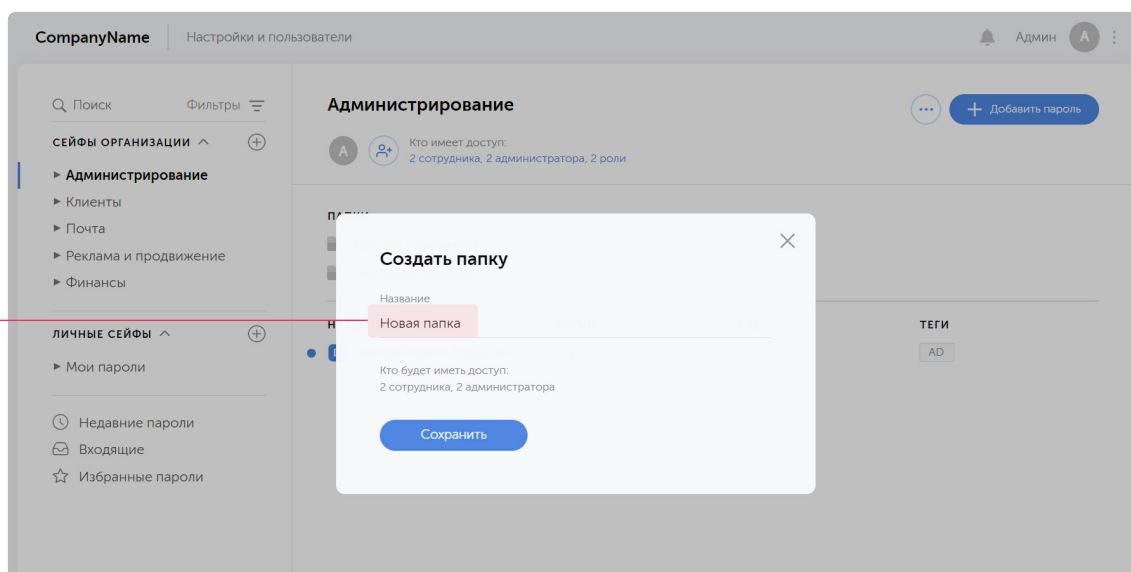 CompanyName
Настройки и пользователи
Админ
A
Поиск
Фильтры
СЕЙФЫ ОРГАНИЗАЦИИ
Администрирование
Клиенты
Почта
Реклама и продвижение
Финансы
ЛИЧНЫЕ СЕЙФЫ
Мои пароли
Недавние пароли
Входящие
Избранные пароли
Администрирование
Добавить пароль
A
Кто имеет доступ:
2 сотрудника, 2 администратора, 2 роли
Создать папку
Название
Новая папка
Кто будет иметь доступ:
2 сотрудника, 2 администратора
Сохранить
ТЕГИ
AD